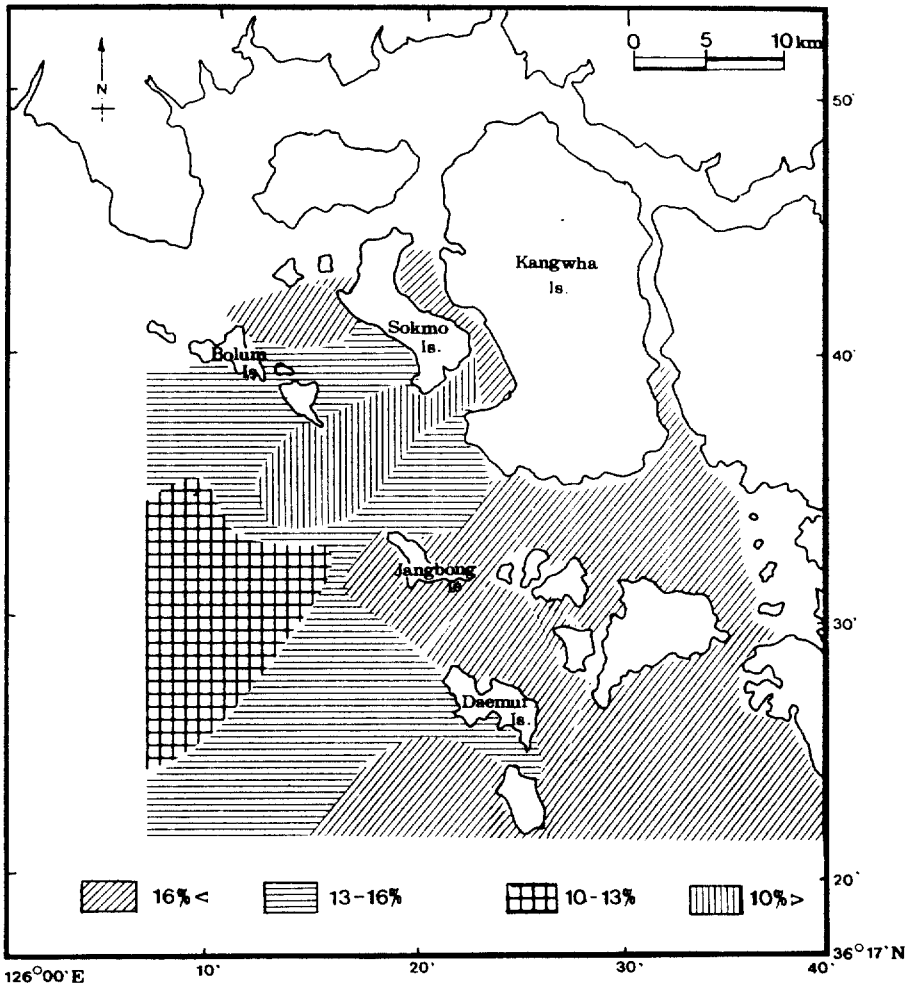 0 5 10 km
N
50'
Kangwha
Is.
Sokmo
Is.
40'
Bolum
Is.
Jangbong
Is
30'
Daemui
Is.
16% <
13-16%
10-13%
10% >
20'
36°17'N
126°00'E
10'
20'
30'
40'